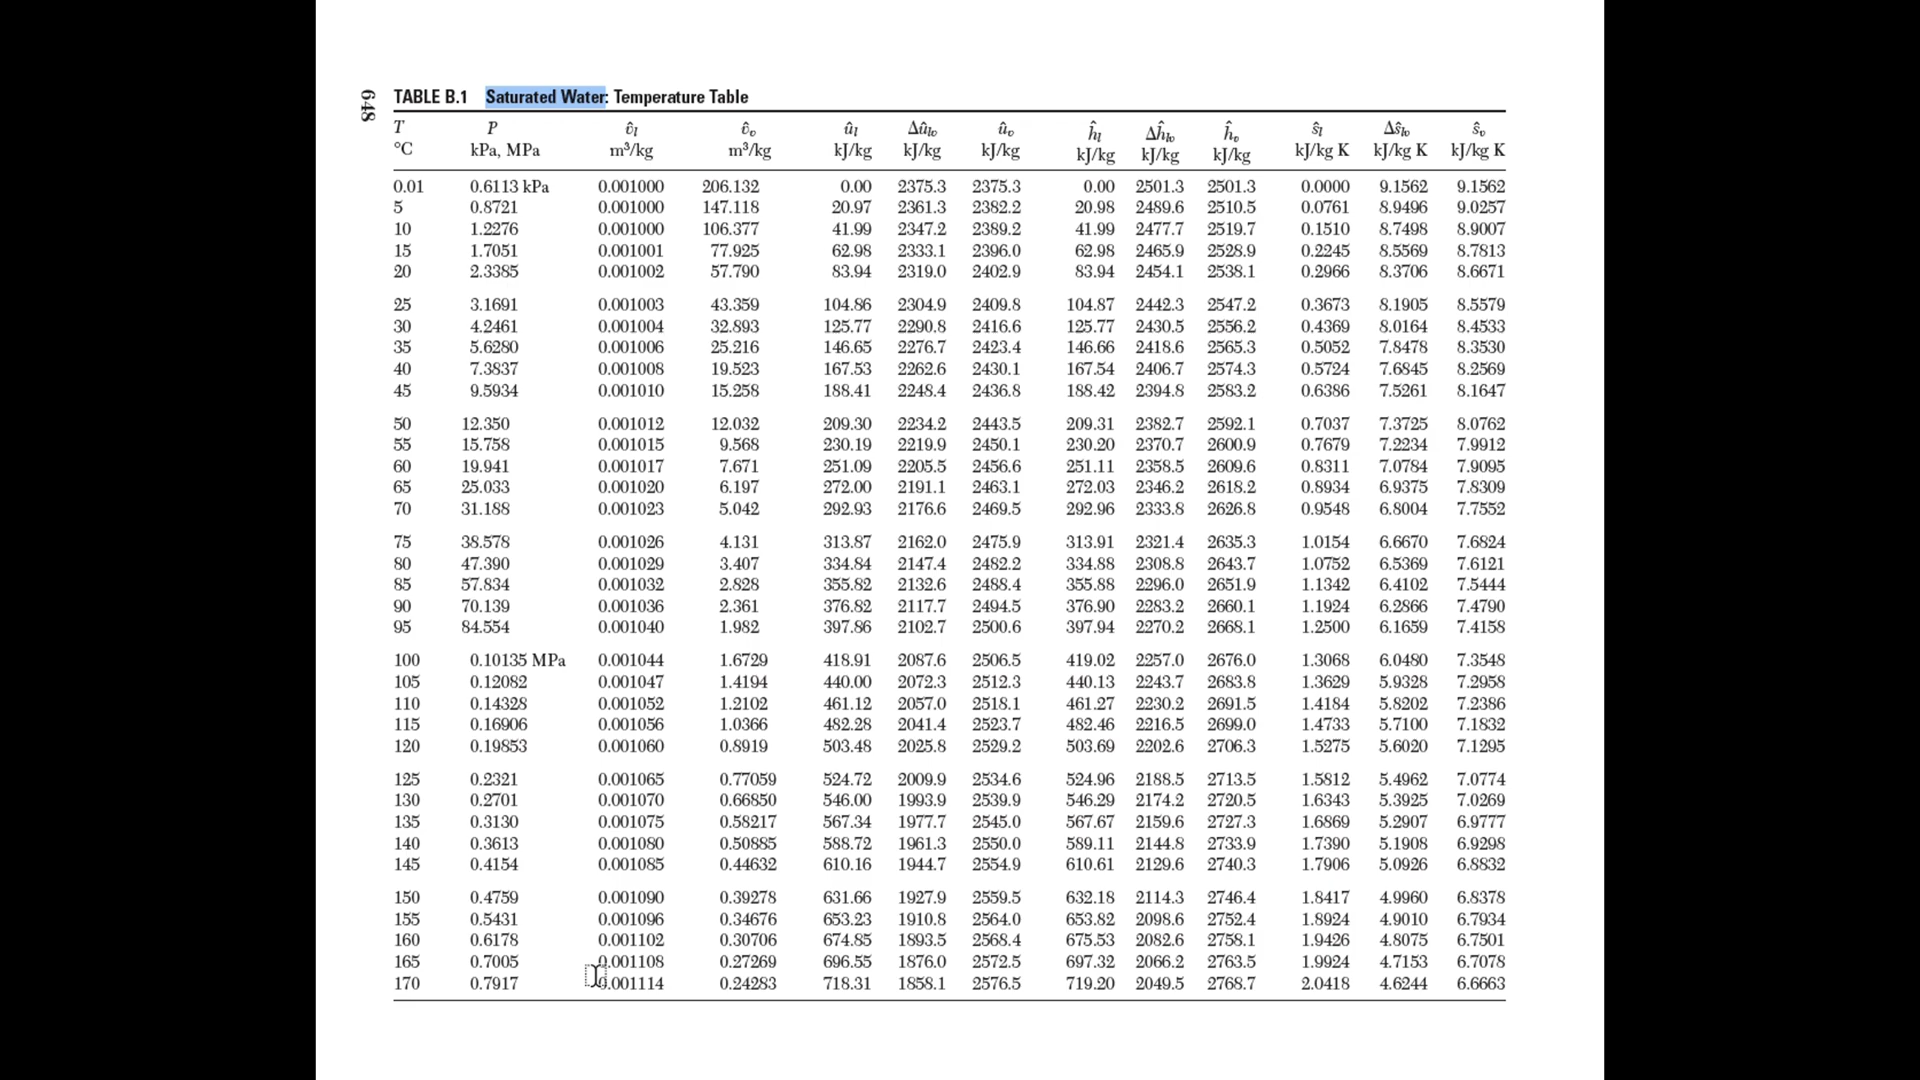 648
TABLE B.1 Saturated Water: Temperature Table
T P v̂l v̂v ûl Δûlv ûv ĥl Δĥlv ĥv ŝl Δŝlv ŝv
°C kPa, MPa m³/kg m³/kg kJ/kg kJ/kg kJ/kg kJ/kg kJ/kg kJ/kg kJ/kg K kJ/kg K kJ/kg K
0.01 0.6113 kPa 0.001000 206.132 0.00 2375.3 2375.3 0.00 2501.3 2501.3 0.0000 9.1562 9.1562
5 0.8721 0.001000 147.118 20.97 2361.3 2382.2 20.98 2489.6 2510.5 0.0761 8.9496 9.0257
10 1.2276 0.001000 106.377 41.99 2347.2 2389.2 41.99 2477.7 2519.7 0.1510 8.7498 8.9007
15 1.7051 0.001001 77.925 62.98 2333.1 2396.0 62.98 2465.9 2528.9 0.2245 8.5569 8.7813
20 2.3385 0.001002 57.790 83.94 2319.0 2402.9 83.94 2454.1 2538.1 0.2966 8.3706 8.6671
25 3.1691 0.001003 43.359 104.86 2304.9 2409.8 104.87 2442.3 2547.2 0.3673 8.1905 8.5579
30 4.2461 0.001004 32.893 125.77 2290.8 2416.6 125.77 2430.5 2556.2 0.4369 8.0164 8.4533
35 5.6280 0.001006 25.216 146.65 2276.7 2423.4 146.66 2418.6 2565.3 0.5052 7.8478 8.3530
40 7.3837 0.001008 19.523 167.53 2262.6 2430.1 167.54 2406.7 2574.3 0.5724 7.6845 8.2569
45 9.5934 0.001010 15.258 188.41 2248.4 2436.8 188.42 2394.8 2583.2 0.6386 7.5261 8.1647
50 12.350 0.001012 12.032 209.30 2234.2 2443.5 209.31 2382.7 2592.1 0.7037 7.3725 8.0762
55 15.758 0.001015 9.568 230.19 2219.9 2450.1 230.20 2370.7 2600.9 0.7679 7.2234 7.9912
60 19.941 0.001017 7.671 251.09 2205.5 2456.6 251.11 2358.5 2609.6 0.8311 7.0784 7.9095
65 25.033 0.001020 6.197 272.00 2191.1 2463.1 272.03 2346.2 2618.2 0.8934 6.9375 7.8309
70 31.188 0.001023 5.042 292.93 2176.6 2469.5 292.96 2333.8 2626.8 0.9548 6.8004 7.7552
75 38.578 0.001026 4.131 313.87 2162.0 2475.9 313.91 2321.4 2635.3 1.0154 6.6670 7.6824
80 47.390 0.001029 3.407 334.84 2147.4 2482.2 334.88 2308.8 2643.7 1.0752 6.5369 7.6121
85 57.834 0.001032 2.828 355.82 2132.6 2488.4 355.88 2296.0 2651.9 1.1342 6.4102 7.5444
90 70.139 0.001036 2.361 376.82 2117.7 2494.5 376.90 2283.2 2660.1 1.1924 6.2866 7.4790
95 84.554 0.001040 1.982 397.86 2102.7 2500.6 397.94 2270.2 2668.1 1.2500 6.1659 7.4158
100 0.10135 MPa 0.001044 1.6729 418.91 2087.6 2506.5 419.02 2257.0 2676.0 1.3068 6.0480 7.3548
105 0.12082 0.001047 1.4194 440.00 2072.3 2512.3 440.13 2243.7 2683.8 1.3629 5.9328 7.2958
110 0.14328 0.001052 1.2102 461.12 2057.0 2518.1 461.27 2230.2 2691.5 1.4184 5.8202 7.2386
115 0.16906 0.001056 1.0366 482.28 2041.4 2523.7 482.46 2216.5 2699.0 1.4733 5.7100 7.1832
120 0.19853 0.001060 0.8919 503.48 2025.8 2529.2 503.69 2202.6 2706.3 1.5275 5.6020 7.1295
125 0.2321 0.001065 0.77059 524.72 2009.9 2534.6 524.96 2188.5 2713.5 1.5812 5.4962 7.0774
130 0.2701 0.001070 0.66850 546.00 1993.9 2539.9 546.29 2174.2 2720.5 1.6343 5.3925 7.0269
135 0.3130 0.001075 0.58217 567.34 1977.7 2545.0 567.67 2159.6 2727.3 1.6869 5.2907 6.9777
140 0.3613 0.001080 0.50885 588.72 1961.3 2550.0 589.11 2144.8 2733.9 1.7390 5.1908 6.9298
145 0.4154 0.001085 0.44632 610.16 1944.7 2554.9 610.61 2129.6 2740.3 1.7906 5.0926 6.8832
150 0.4759 0.001090 0.39278 631.66 1927.9 2559.5 632.18 2114.3 2746.4 1.8417 4.9960 6.8378
155 0.5431 0.001096 0.34676 653.23 1910.8 2564.0 653.82 2098.6 2752.4 1.8924 4.9010 6.7934
160 0.6178 0.001102 0.30706 674.85 1893.5 2568.4 675.53 2082.6 2758.1 1.9426 4.8075 6.7501
165 0.7005 0.001108 0.27269 696.55 1876.0 2572.5 697.32 2066.2 2763.5 1.9924 4.7153 6.7078
170 0.7917 0.001114 0.24283 718.31 1858.1 2576.5 719.20 2049.5 2768.7 2.0418 4.6244 6.6663